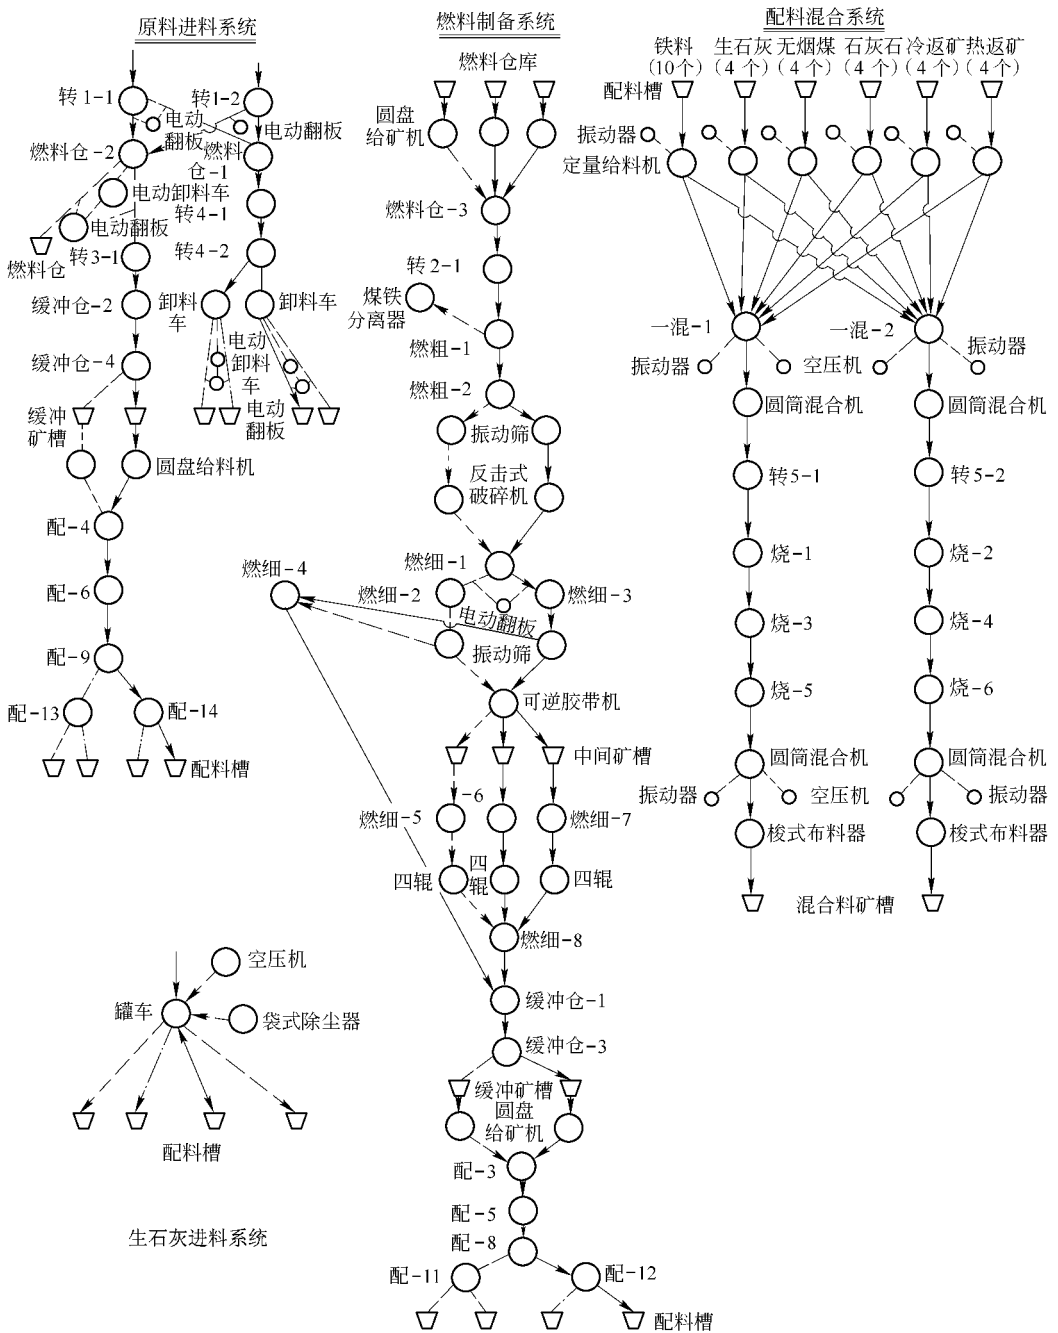 原料进料系统
转1-1
转1-2
电动
翻板
电动翻板
燃料仓-2
燃料
仓-1
电动卸料车
转4-1
电动翻板
转3-1
转4-2
燃料仓
缓冲仓-2
卸料
车
卸料车
缓冲仓-4
电动
卸料
车
缓冲
矿槽
电动
翻板
圆盘给料机
配-4
配-6
配-9
配-13
配-14
配料槽
空压机
罐车
袋式除尘器
配料槽
生石灰进料系统
燃料制备系统
燃料仓库
圆盘
给矿机
燃料仓-3
转2-1
煤铁
分离器
燃粗-1
燃粗-2
振动筛
反击式
破碎机
燃细-1
燃细-4
燃细-2
燃细-3
电动翻板
振动筛
可逆胶带机
中间矿槽
-6
燃细-5
燃细-7
四辊
四
辊
四辊
燃细-8
缓冲仓-1
缓冲仓-3
缓冲矿槽
圆盘
给矿机
配-3
配-5
配-8
配-11
配-12
配料槽
配料混合系统
铁料
(10个)
生石灰
(4个)
无烟煤
(4个)
石灰石
(4个)
冷返矿
(4个)
热返矿
(4个)
配料槽
振动器
定量给料机
一混-1
一混-2
振动器
空压机
振动器
圆筒混合机
圆筒混合机
转5-1
转5-2
烧-1
烧-2
烧-3
烧-4
烧-5
烧-6
圆筒混合机
圆筒混合机
振动器
空压机
振动器
梭式布料器
梭式布料器
混合料矿槽